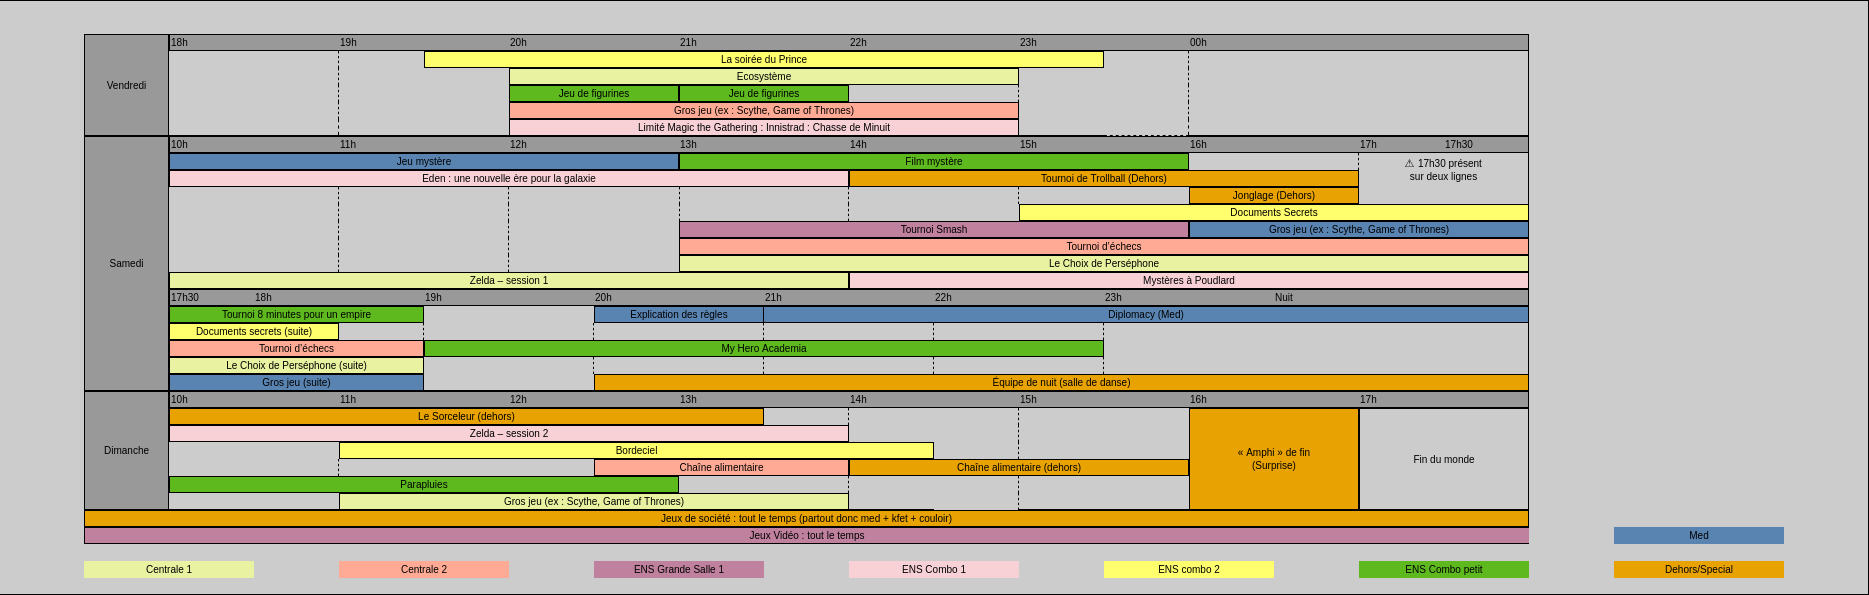 18h 19h 20h 21h 22h 23h 00h
La soirée du Prince
Ecosystème
Vendredi
Jeu de figurines Jeu de figurines
Gros jeu (ex : Scythe, Game of Thrones)
Limité Magic the Gathering : Innistrad : Chasse de Minuit
10h 11h 12h 13h 14h 15h 16h 17h 17h30
Jeu mystère Film mystère ⚠ 17h30 présent
sur deux lignes
Eden : une nouvelle ère pour la galaxie Tournoi de Trollball (Dehors)
Jonglage (Dehors)
Documents Secrets
Tournoi Smash Gros jeu (ex : Scythe, Game of Thrones)
Tournoi d'échecs
Samedi
Le Choix de Perséphone
Zelda – session 1 Mystères à Poudlard
17h30 18h 19h 20h 21h 22h 23h Nuit
Tournoi 8 minutes pour un empire Explication des règles Diplomacy (Med)
Documents secrets (suite)
Tournoi d'échecs My Hero Academia
Le Choix de Perséphone (suite)
Gros jeu (suite) Équipe de nuit (salle de danse)
10h 11h 12h 13h 14h 15h 16h 17h
Le Sorceleur (dehors)
Zelda – session 2
Dimanche
Bordeciel
« Amphi » de fin
(Surprise)
Fin du monde
Chaîne alimentaire Chaîne alimentaire (dehors)
Parapluies
Gros jeu (ex : Scythe, Game of Thrones)
Jeux de société : tout le temps (partout donc med + kfet + couloir)
Jeux Vidéo : tout le temps
Med
Centrale 1 Centrale 2 ENS Grande Salle 1 ENS Combo 1 ENS combo 2 ENS Combo petit Dehors/Special